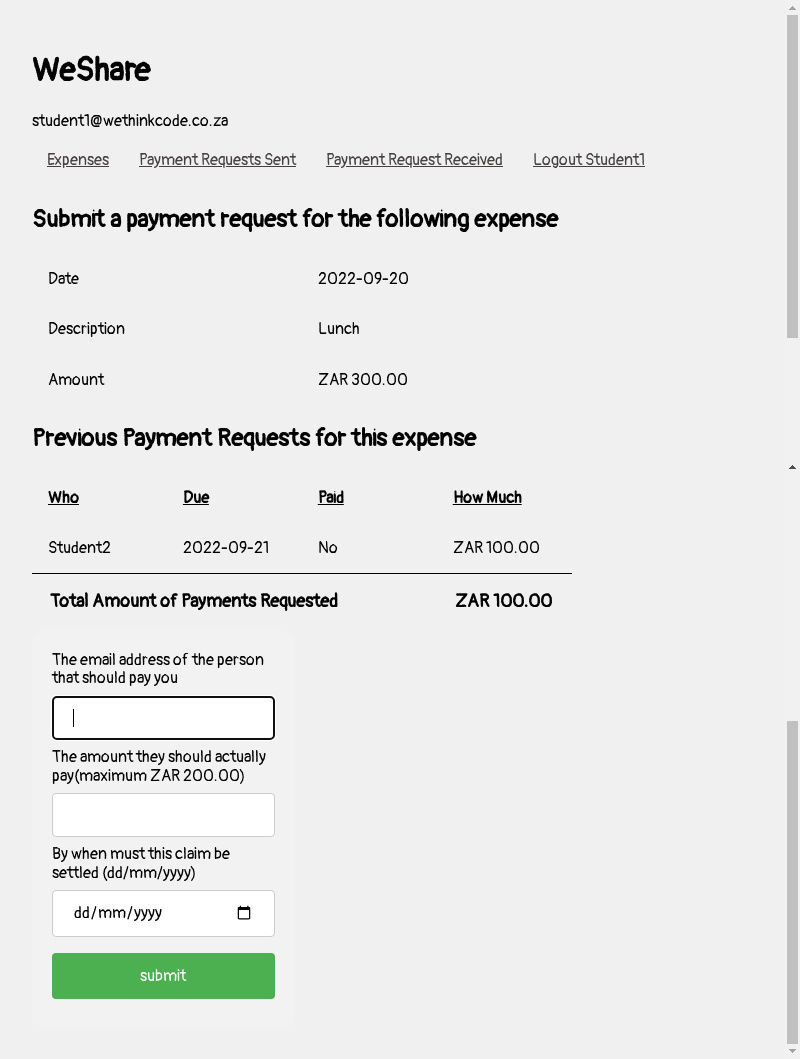 WeShare
student1@wethinkcode.co.za
Expenses Payment Requests Sent Payment Request Received Logout Student1
Submit a payment request for the following expense
Date 2022-09-20
Description Lunch
Amount ZAR 300.00
Previous Payment Requests for this expense
Who Due Paid How Much
Student2 2022-09-21 No ZAR 100.00
Total Amount of Payments Requested ZAR 100.00
The email address of the person
that should pay you
The amount they should actually
pay(maximum ZAR 200.00)
By when must this claim be
settled (dd/mm/yyyy)
dd/mm/yyyy
submit